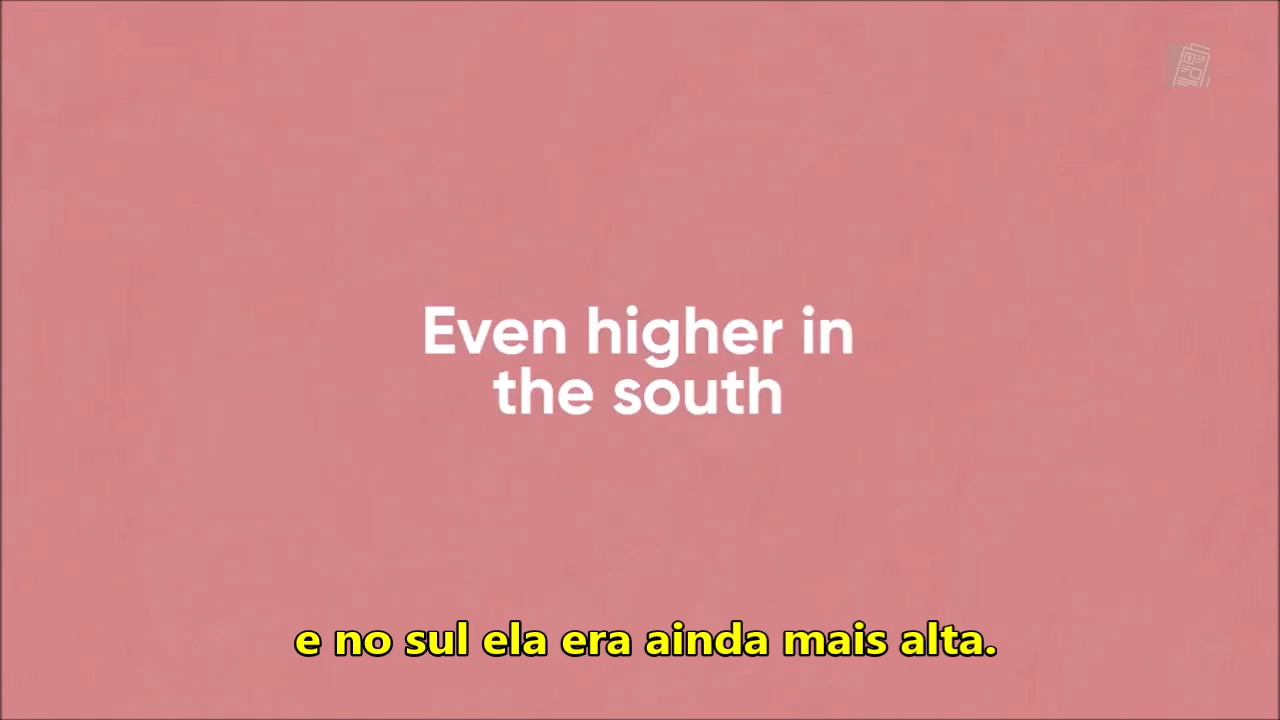 Even higher in
the south
e no sul ela era ainda mais alta.